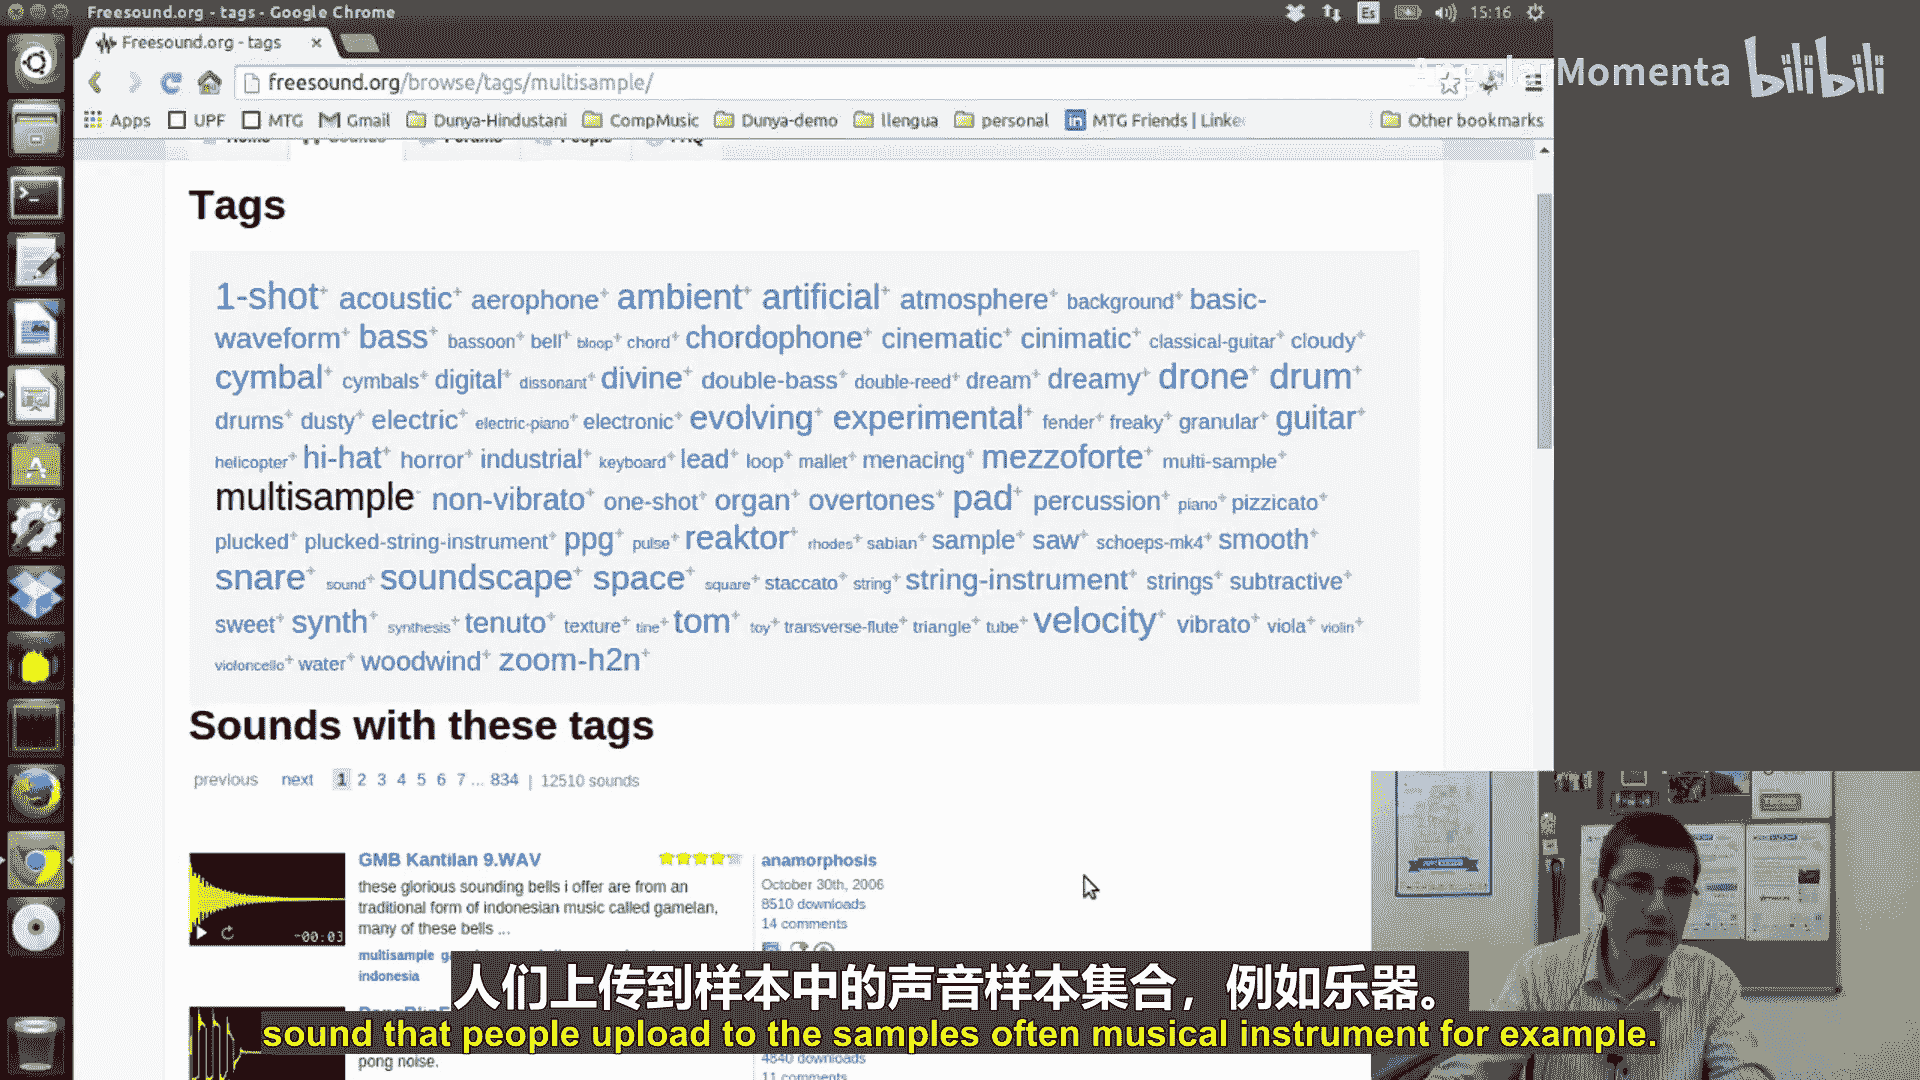 Freesound.org - tags - Google Chrome
Es
15:16
Freesound.org - tags
AngularMomenta bilibili
freesound.org/browse/tags/multisample/
Apps UPF MTG Gmail Dunya-Hindustani CompMusic Dunya-demo llengua personal MTG Friends | Linke Other bookmarks
Tags
1-shot+ acoustic+ aerophone+ ambient+ artificial+ atmosphere+ background+ basic-
waveform+ bass+ bassoon+ bell+ bloop+ chord+ chordophone+ cinematic+ cinimatic+ classical-guitar+ cloudy+
cymbal+ cymbals+ digital+ dissonant+ divine+ double-bass+ double-reed+ dream+ dreamy+ drone+ drum+
drums+ dusty+ electric+ electric-piano+ electronic+ evolving+ experimental+ fender+ freaky+ granular+ guitar+
helicopter+ hi-hat+ horror+ industrial+ keyboard+ lead+ loop+ mallet+ menacing+ mezzoforte+ multi-sample+
multisample- non-vibrato+ one-shot+ organ+ overtones+ pad+ percussion+ piano+ pizzicato+
plucked+ plucked-string-instrument+ ppg+ pulse+ reaktor+ rhodes+ sabian+ sample+ saw+ schoeps-mk4+ smooth+
snare+ sound+ soundscape+ space+ square+ staccato+ string+ string-instrument+ strings+ subtractive+
sweet+ synth+ synthesis+ tenuto+ texture+ tine+ tom+ toy+ transverse-flute+ triangle+ tube+ velocity+ vibrato+ viola+ violin+
violoncello+ water+ woodwind+ zoom-h2n+
Sounds with these tags
previous next 1 2 3 4 5 6 7 ... 834 | 12510 sounds
GMB Kantilan 9.WAV
these glorious sounding bells i offer are from an
traditional form of indonesian music called gamelan,
many of these bells ...
-00:03
multisample
indonesia
anamorphosis
October 30th, 2006
8510 downloads
14 comments
pong noise.
4840 downloads
11 comments
人们上传到样本中的声音样本集合，例如乐器。
sound that people upload to the samples often musical instrument for example.